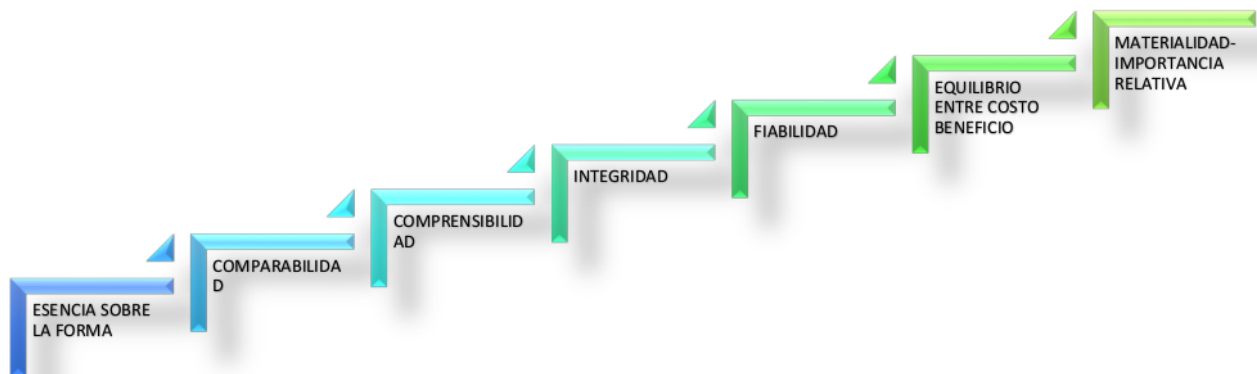 ESENCIA SOBRE
LA FORMA
COMPARABILIDA
D
COMPRENSIBILID
AD
INTEGRIDAD
FIABILIDAD
EQUILIBRIO
ENTRE COSTO
BENEFICIO
MATERIALIDAD-
IMPORTANCIA
RELATIVA